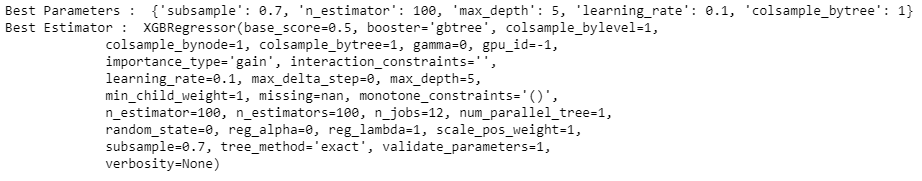 Best Parameters :  {'subsample': 0.7, 'n_estimator': 100, 'max_depth': 5, 'learning_rate': 0.1, 'colsample_bytree': 1}
Best Estimator :  XGBRegressor(base_score=0.5, booster='gbtree', colsample_bylevel=1,
             colsample_bynode=1, colsample_bytree=1, gamma=0, gpu_id=-1,
             importance_type='gain', interaction_constraints='',
             learning_rate=0.1, max_delta_step=0, max_depth=5,
             min_child_weight=1, missing=nan, monotone_constraints='()',
             n_estimator=100, n_estimators=100, n_jobs=12, num_parallel_tree=1,
             random_state=0, reg_alpha=0, reg_lambda=1, scale_pos_weight=1,
             subsample=0.7, tree_method='exact', validate_parameters=1,
             verbosity=None)